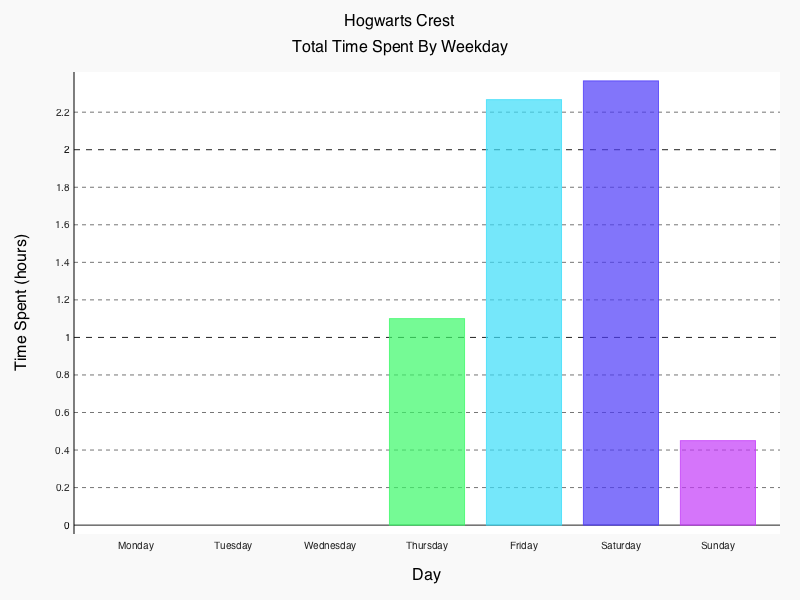 Hogwarts Crest
Total Time Spent By Weekday
Time Spent (hours)
2.2
2
1.8
1.6
1.4
1.2
1
0.8
0.6
0.4
0.2
0
Monday Tuesday Wednesday Thursday Friday Saturday Sunday
Day